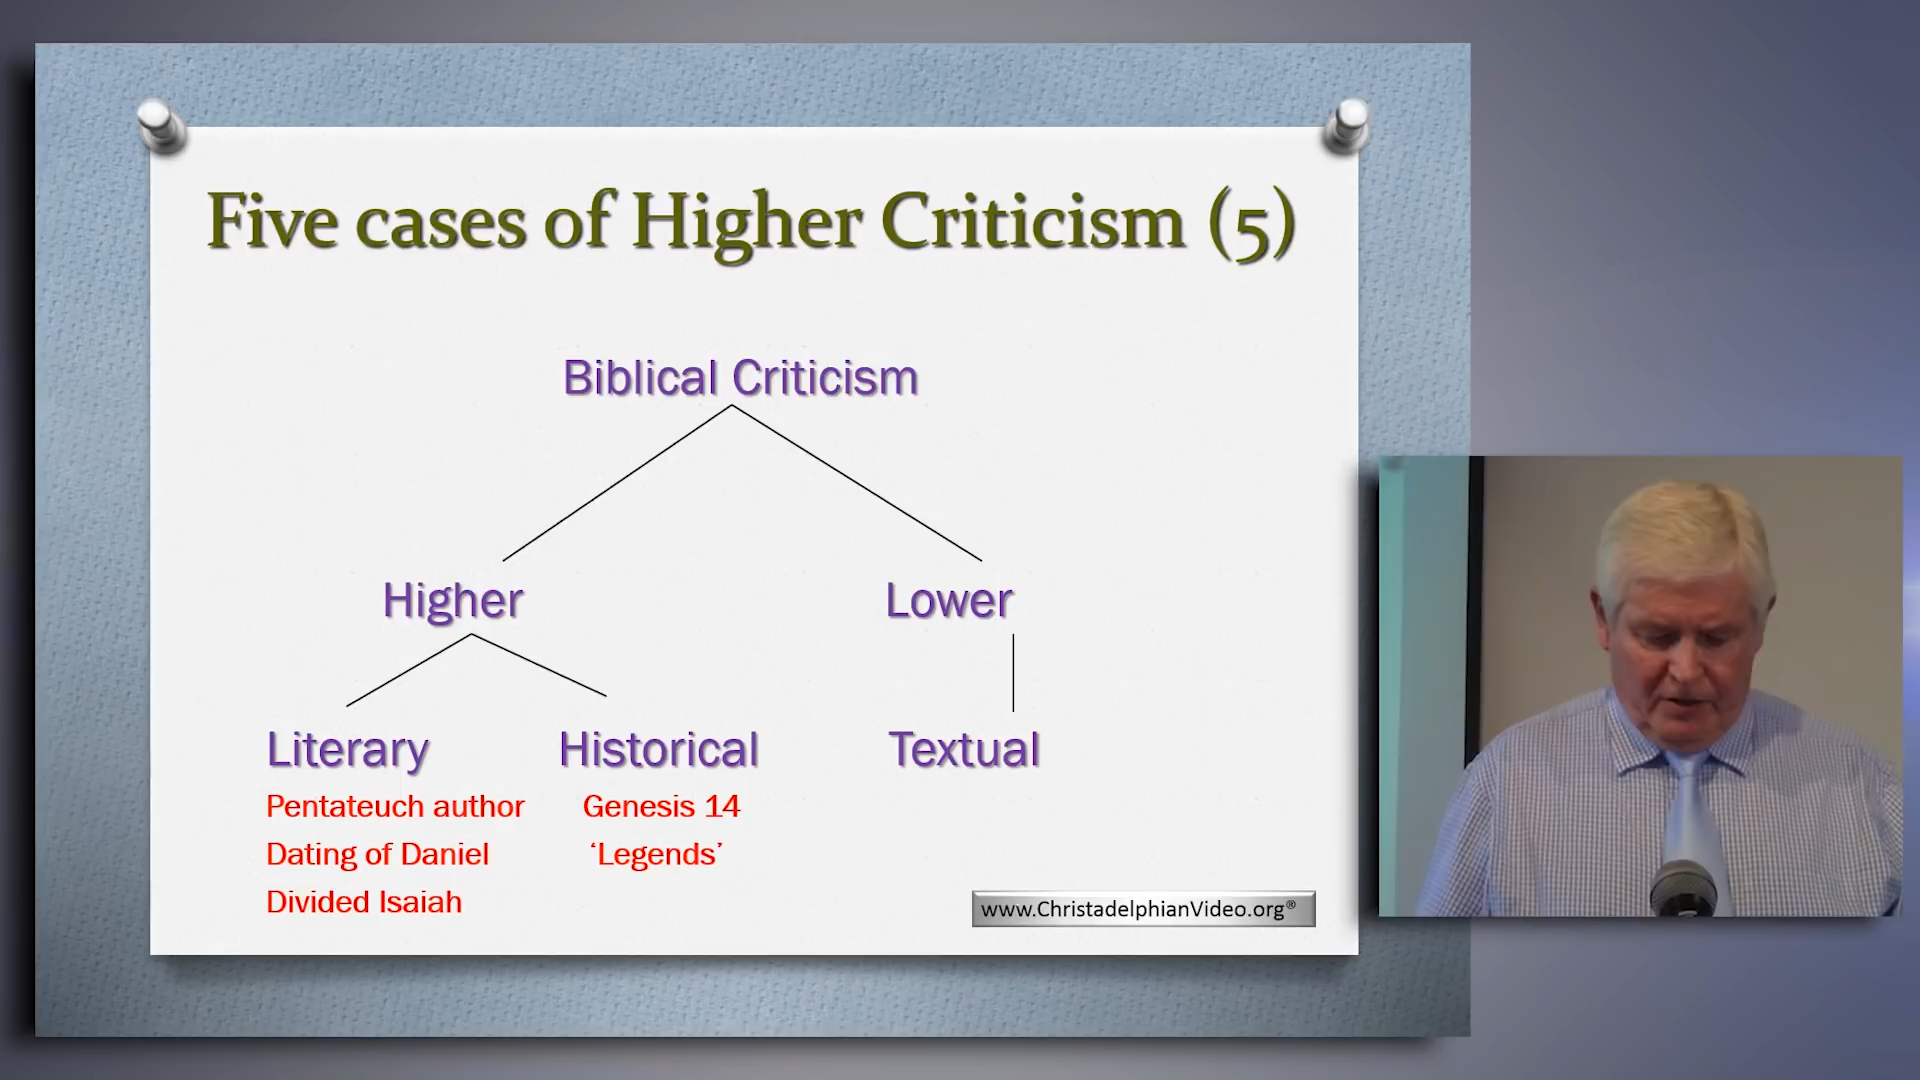 Five cases of Higher Criticism (5)
Biblical Criticism
Higher
Lower
Literary
Historical
Textual
Pentateuch author
Genesis 14
Dating of Daniel
‘Legends’
Divided Isaiah
www.ChristadelphianVideo.org®